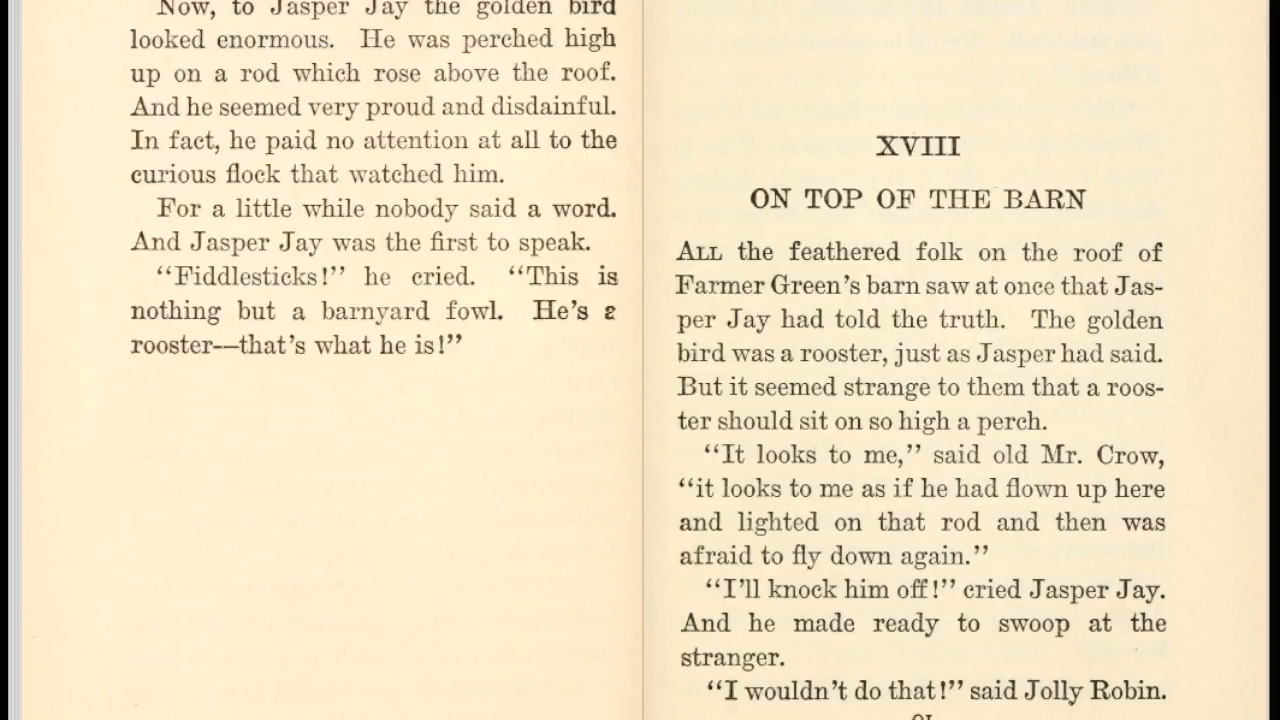 Now, to Jasper Jay the golden bird
looked enormous. He was perched high
up on a rod which rose above the roof.
And he seemed very proud and disdainful.
In fact, he paid no attention at all to the
curious flock that watched him.
For a little while nobody said a word.
And Jasper Jay was the first to speak.
“Fiddlesticks!” he cried. “This is
nothing but a barnyard fowl. He’s a
rooster—that’s what he is!”
XVIII
ON TOP OF THE BARN
ALL the feathered folk on the roof of
Farmer Green’s barn saw at once that Jas-
per Jay had told the truth. The golden
bird was a rooster, just as Jasper had said.
But it seemed strange to them that a roos-
ter should sit on so high a perch.
“It looks to me,” said old Mr. Crow,
“it looks to me as if he had flown up here
and lighted on that rod and then was
afraid to fly down again.”
“I’ll knock him off!” cried Jasper Jay.
And he made ready to swoop at the
stranger.
“I wouldn’t do that!” said Jolly Robin.